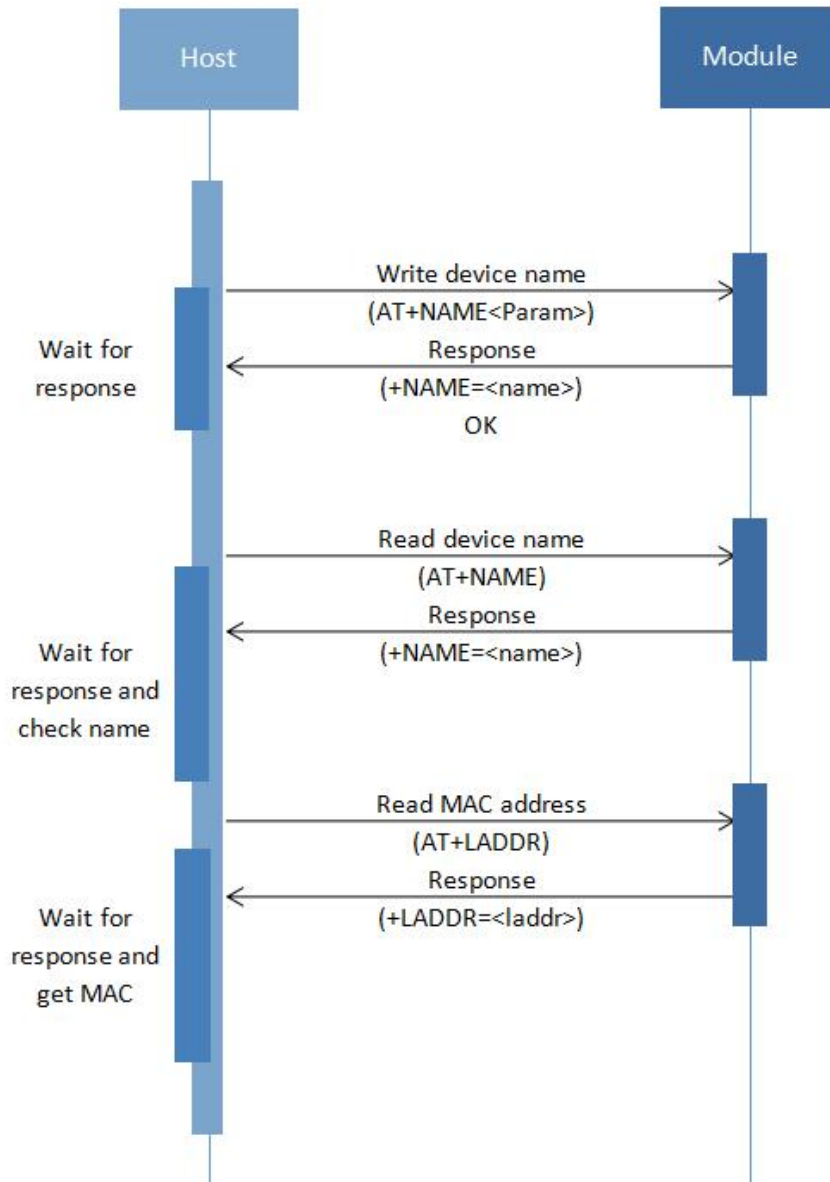 Host
Module
Write device name
(AT+NAME<Param>)
Wait for
response
Response
(+NAME=<name>)
OK
Read device name
(AT+NAME)
Response
(+NAME=<name>)
Wait for
response and
check name
Read MAC address
(AT+LADDR)
Response
(+LADDR=<laddr>)
Wait for
response and
get MAC